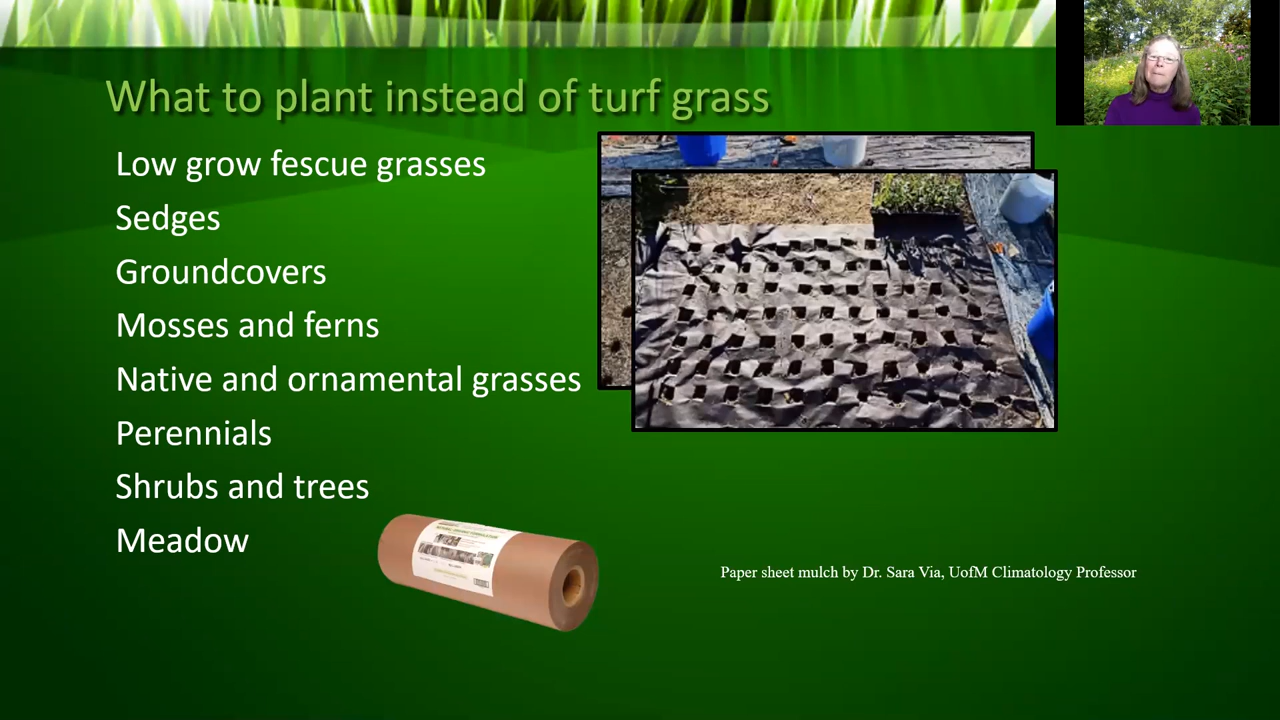 What to plant instead of turf grass
Low grow fescue grasses
Sedges
Groundcovers
Mosses and ferns
Native and ornamental grasses
Perennials
Shrubs and trees
Meadow
Paper sheet mulch by Dr. Sara Via, UofM Climatology Professor